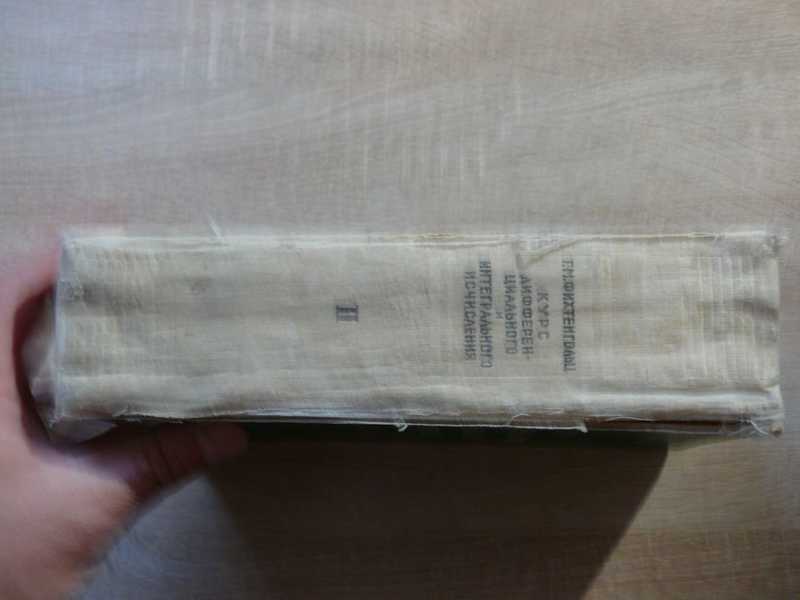 Г.М.ФИХТЕНГОЛЬЦ
КУРС
ДИФФЕРЕН-
ЦИАЛЬНОГО
И
ИНТЕГРАЛЬНОГО
ИСЧИСЛЕНИЯ
II